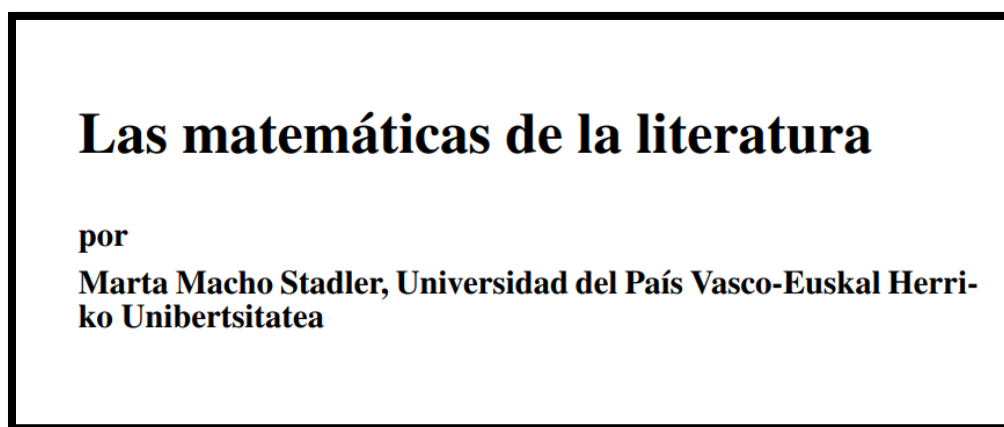 Las matemáticas de la literatura
por
Marta Macho Stadler, Universidad del País Vasco-Euskal Herri-
ko Unibertsitatea